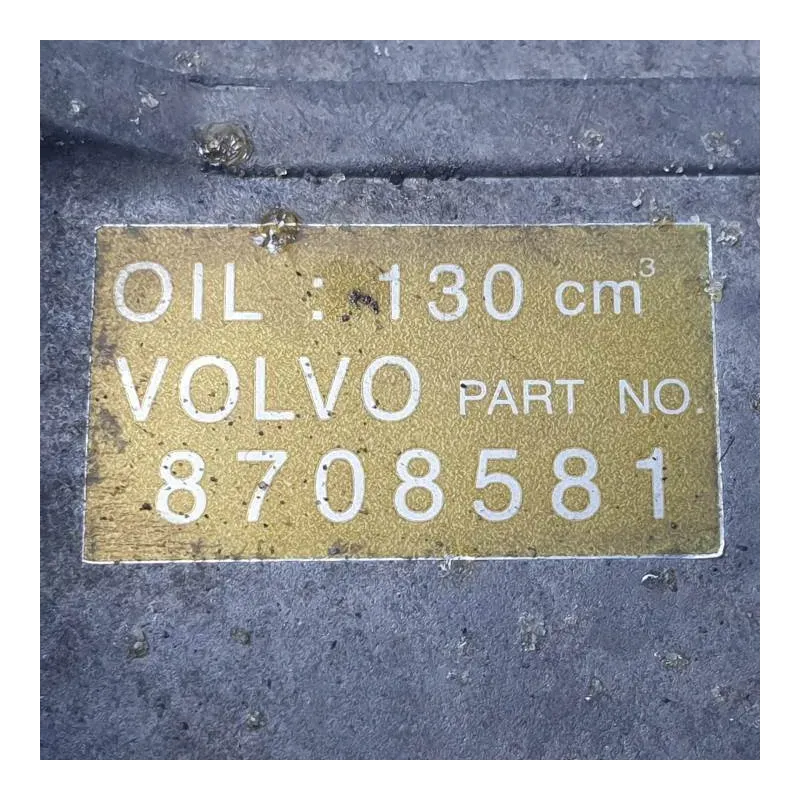 OIL : 130 cm³
VOLVO PART NO.
8708581